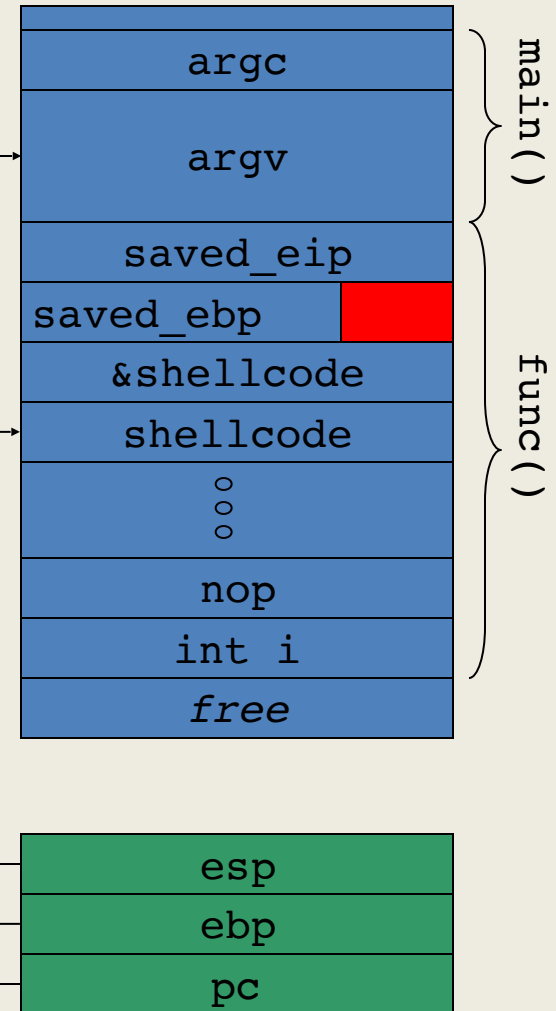 argc
argv
saved_eip
saved_ebp
&shellcode
shellcode
nop
int i
free
main()
func()
esp
ebp
pc